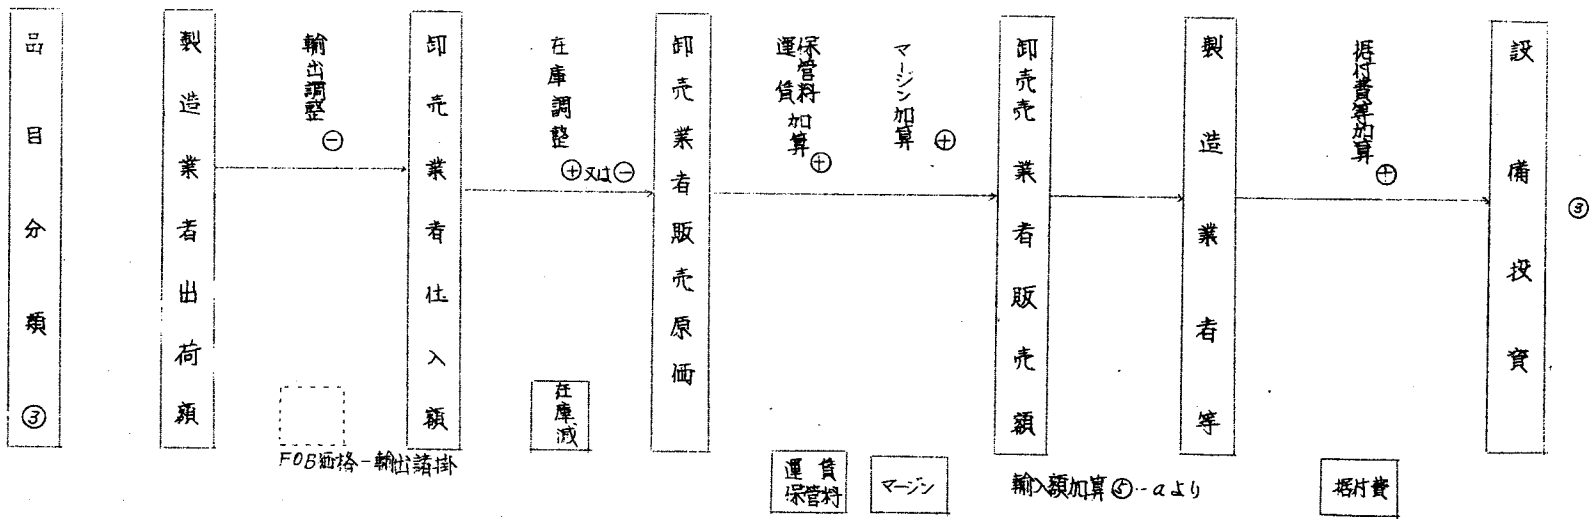 品目分類③
製造業者出荷額
輸出調整
⊖
卸売業者仕入額
在庫調整
⊕又は⊖
卸売業者販売原価
運賃
保管料
加算
⊕
マージン加算
⊕
卸売売業者販売額
製造業者等
据付費等加算
⊕
設備投資
③
FOB価格-輸出諸掛
在庫減
運賃
保管料
マージン
輸入額加算⑤-aより
据付費